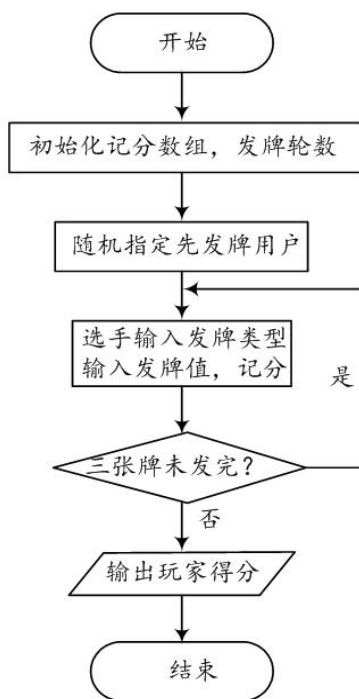 开始
初始化记分数组，发牌轮数
随机指定先发牌用户
选手输入发牌类型
输入发牌值，记分
是
三张牌未发完？
否
输出玩家得分
结束